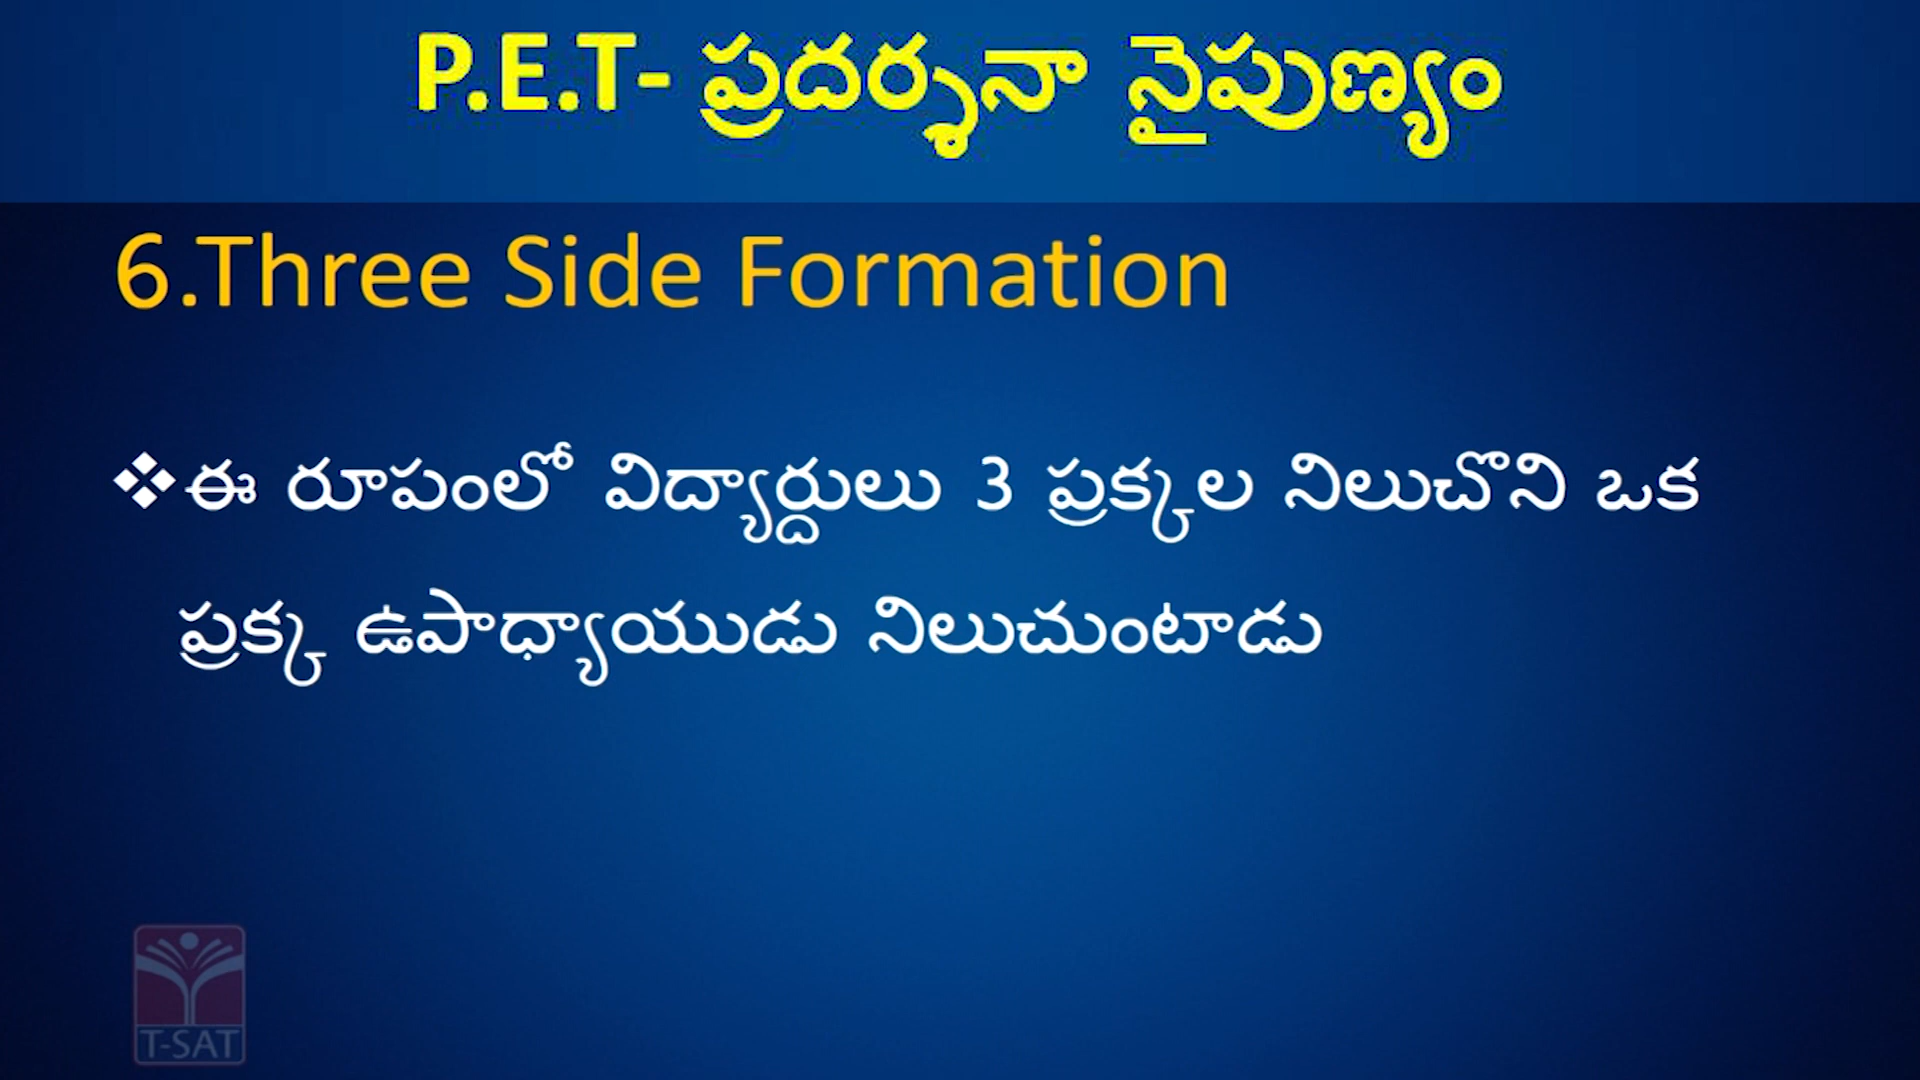 P.E.T- ప్రదర్శనా నైపుణ్యం
6.Three Side Formation
❖ఈ రూపంలో విద్యార్దులు 3 ప్రక్కల నిలుచొని ఒక
ప్రక్క ఉపాధ్యాయుడు నిలుచుంటాడు
T-SAT